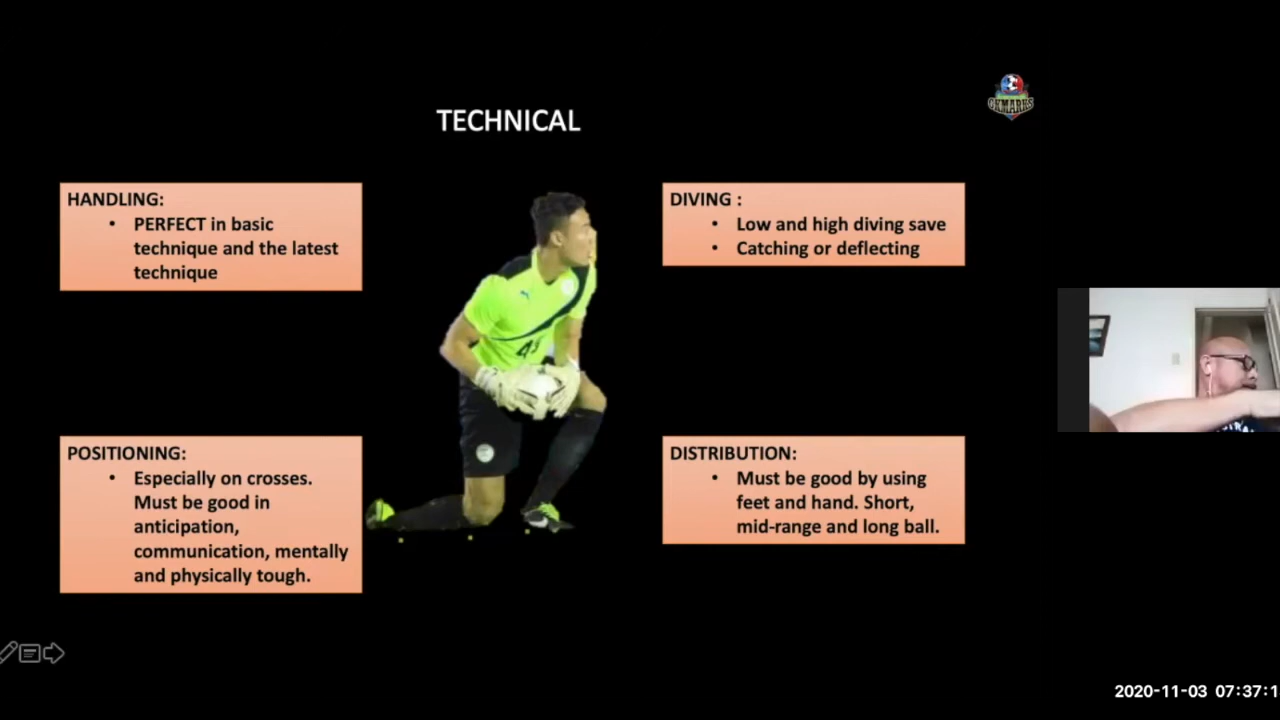 GKMARKS
TECHNICAL
HANDLING:
• PERFECT in basic
technique and the latest
technique
DIVING :
• Low and high diving save
• Catching or deflecting
POSITIONING:
• Especially on crosses.
Must be good in
anticipation,
communication, mentally
and physically tough.
DISTRIBUTION:
• Must be good by using
feet and hand. Short,
mid-range and long ball.
2020-11-03 07:37:1